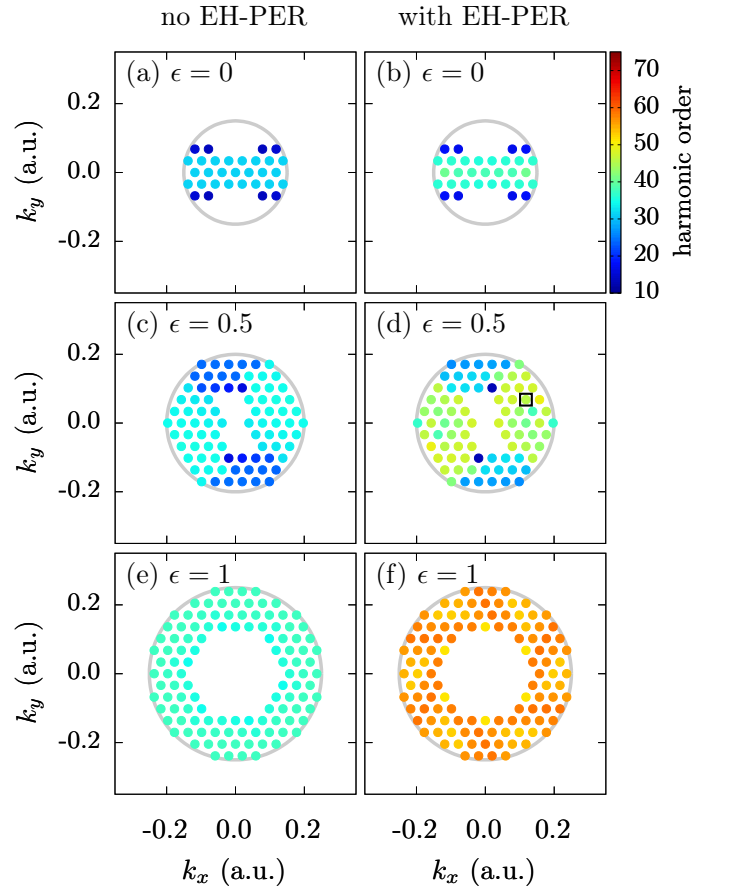 no EH-PER with EH-PER
(a) ϵ = 0 (b) ϵ = 0
0.2
0.0
-0.2
k_y (a.u.)
70
60
50
40
30
20
10
harmonic order
(c) ϵ = 0.5 (d) ϵ = 0.5
0.2
0.0
-0.2
k_y (a.u.)
(e) ϵ = 1 (f) ϵ = 1
0.2
0.0
-0.2
k_y (a.u.)
-0.2 0.0 0.2 -0.2 0.0 0.2
k_x (a.u.) k_x (a.u.)